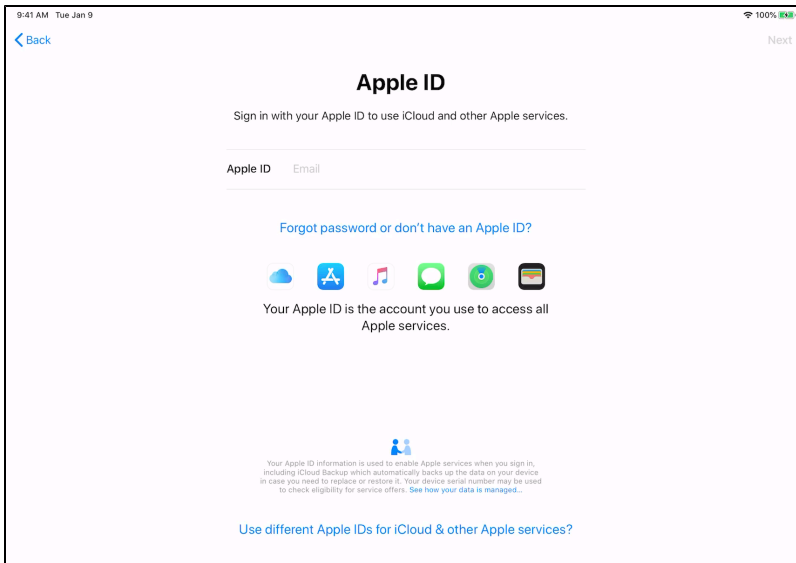 9:41 AM Tue Jan 9
100%
Back
Next
Apple ID
Sign in with your Apple ID to use iCloud and other Apple services.
Apple ID Email
Forgot password or don’t have an Apple ID?
Your Apple ID is the account you use to access all
Apple services.
Your Apple ID information is used to enable Apple services when you sign in,
including iCloud Backup which automatically backs up the data on your device
in case you need to replace or restore it. Your device serial number may be used
to check eligibility for service offers. See how your data is managed...
Use different Apple IDs for iCloud & other Apple services?